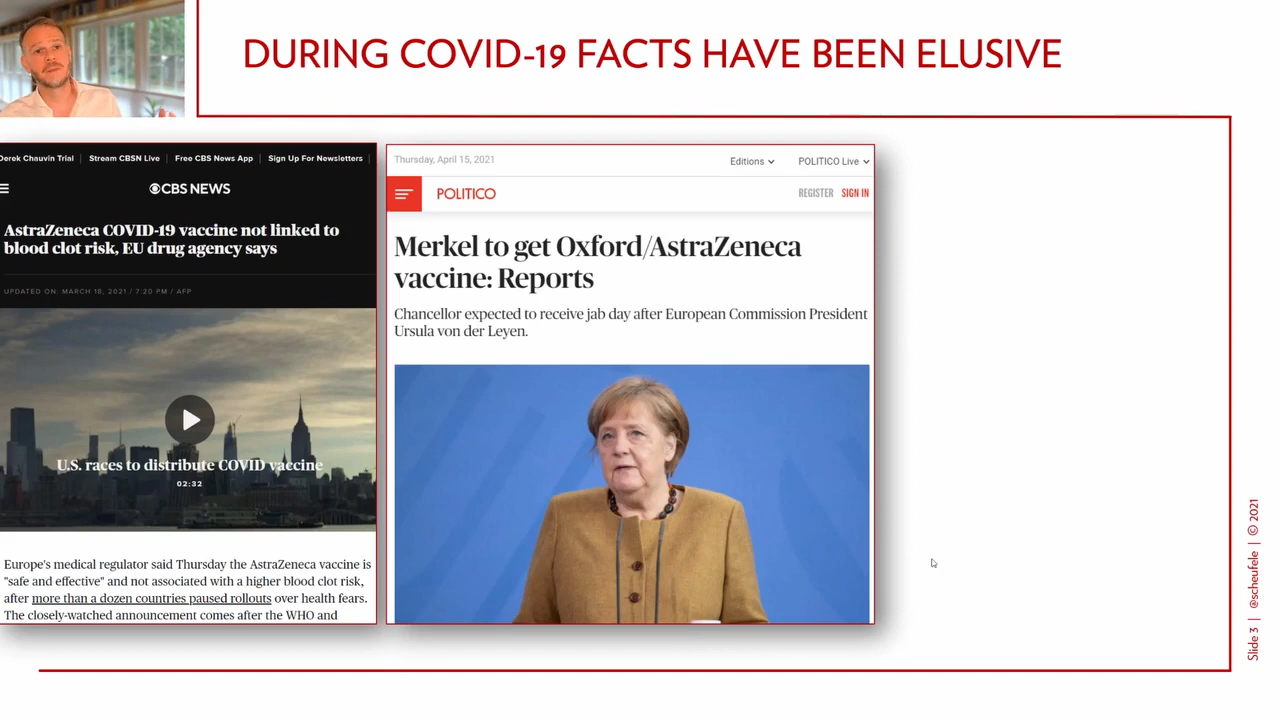 DURING COVID-19 FACTS HAVE BEEN ELUSIVE
Derek Chauvin Trial | Stream CBSN Live | Free CBS News App | Sign Up For Newsletters |
CBS NEWS
AstraZeneca COVID-19 vaccine not linked to
blood clot risk, EU drug agency says
UPDATED ON: MARCH 18, 2021 / 7:20 PM / AFP
U.S. races to distribute COVID vaccine
02:32
Europe's medical regulator said Thursday the AstraZeneca vaccine is
"safe and effective" and not associated with a higher blood clot risk,
after more than a dozen countries paused rollouts over health fears.
The closely-watched announcement comes after the WHO and
Thursday, April 15, 2021
Editions
POLITICO Live
POLITICO
REGISTER SIGN IN
Merkel to get Oxford/AstraZeneca
vaccine: Reports
Chancellor expected to receive jab day after European Commission President
Ursula von der Leyen.
Slide 3 | @scheufele | © 2021